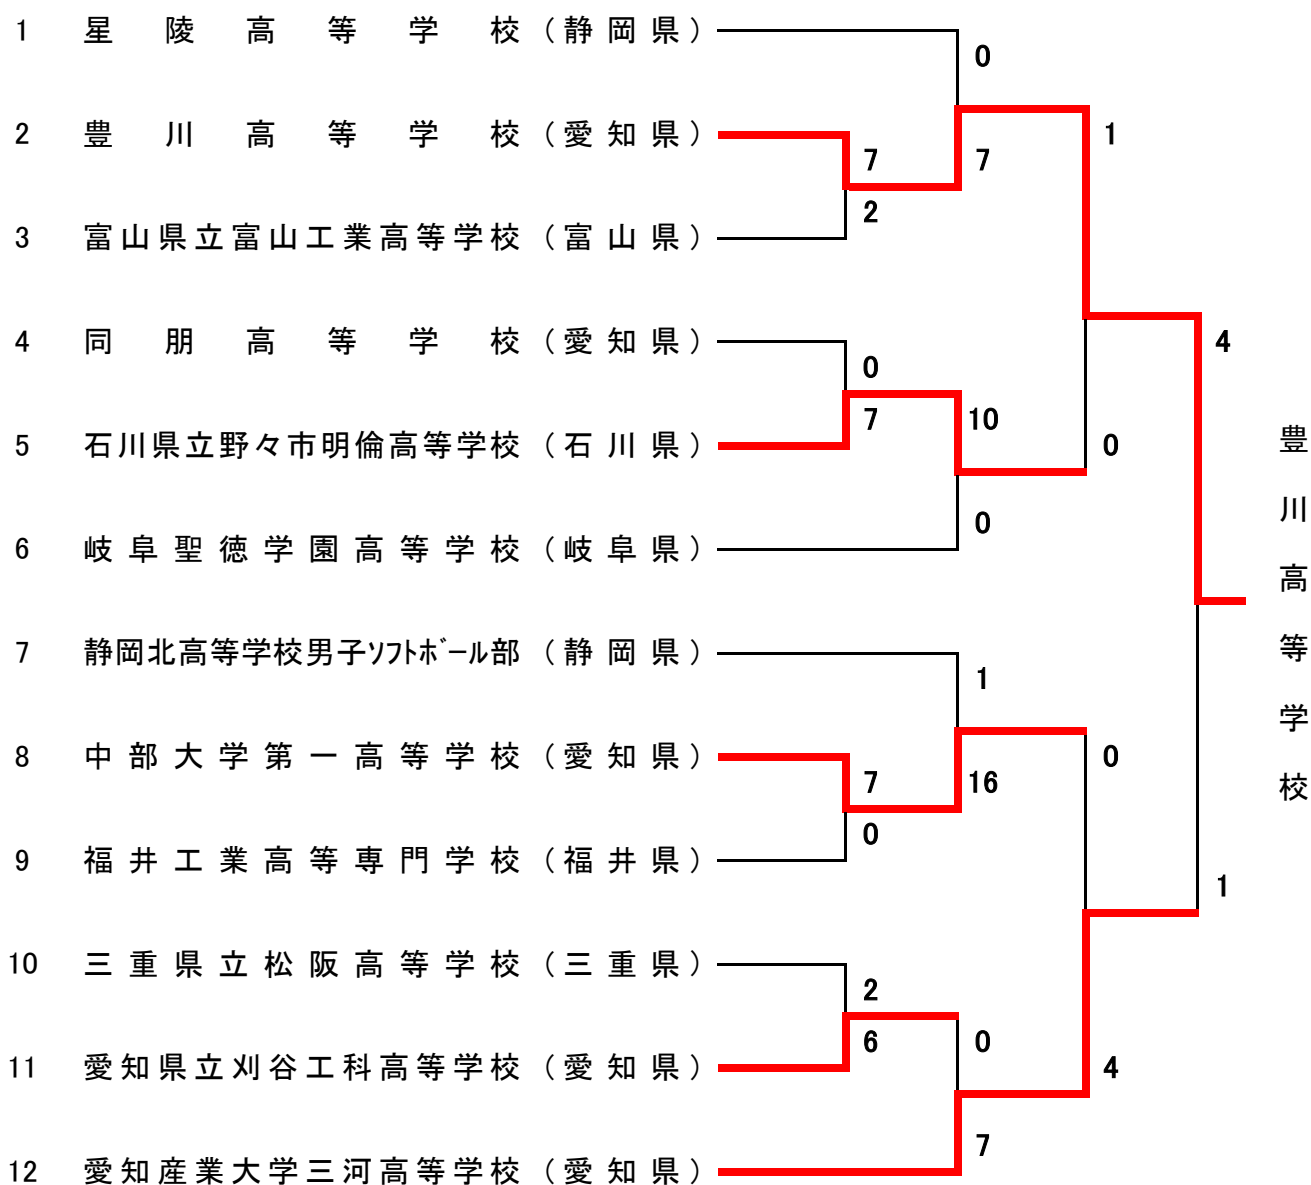 1 星陵高等学校（静岡県）
0
2 豊川高等学校（愛知県）
1
7
7
2
3 富山県立富山工業高等学校（富山県）
4 同朋高等学校（愛知県）
4
0
7
10
5 石川県立野々市明倫高等学校（石川県）
0
0
6 岐阜聖徳学園高等学校（岐阜県）
豊川高等学校
7 静岡北高等学校男子ｿﾌﾄﾎﾞｰﾙ部（静岡県）
1
8 中部大学第一高等学校（愛知県）
0
7
16
0
9 福井工業高等専門学校（福井県）
1
10 三重県立松阪高等学校（三重県）
2
6
0
11 愛知県立刈谷工科高等学校（愛知県）
4
7
12 愛知産業大学三河高等学校（愛知県）